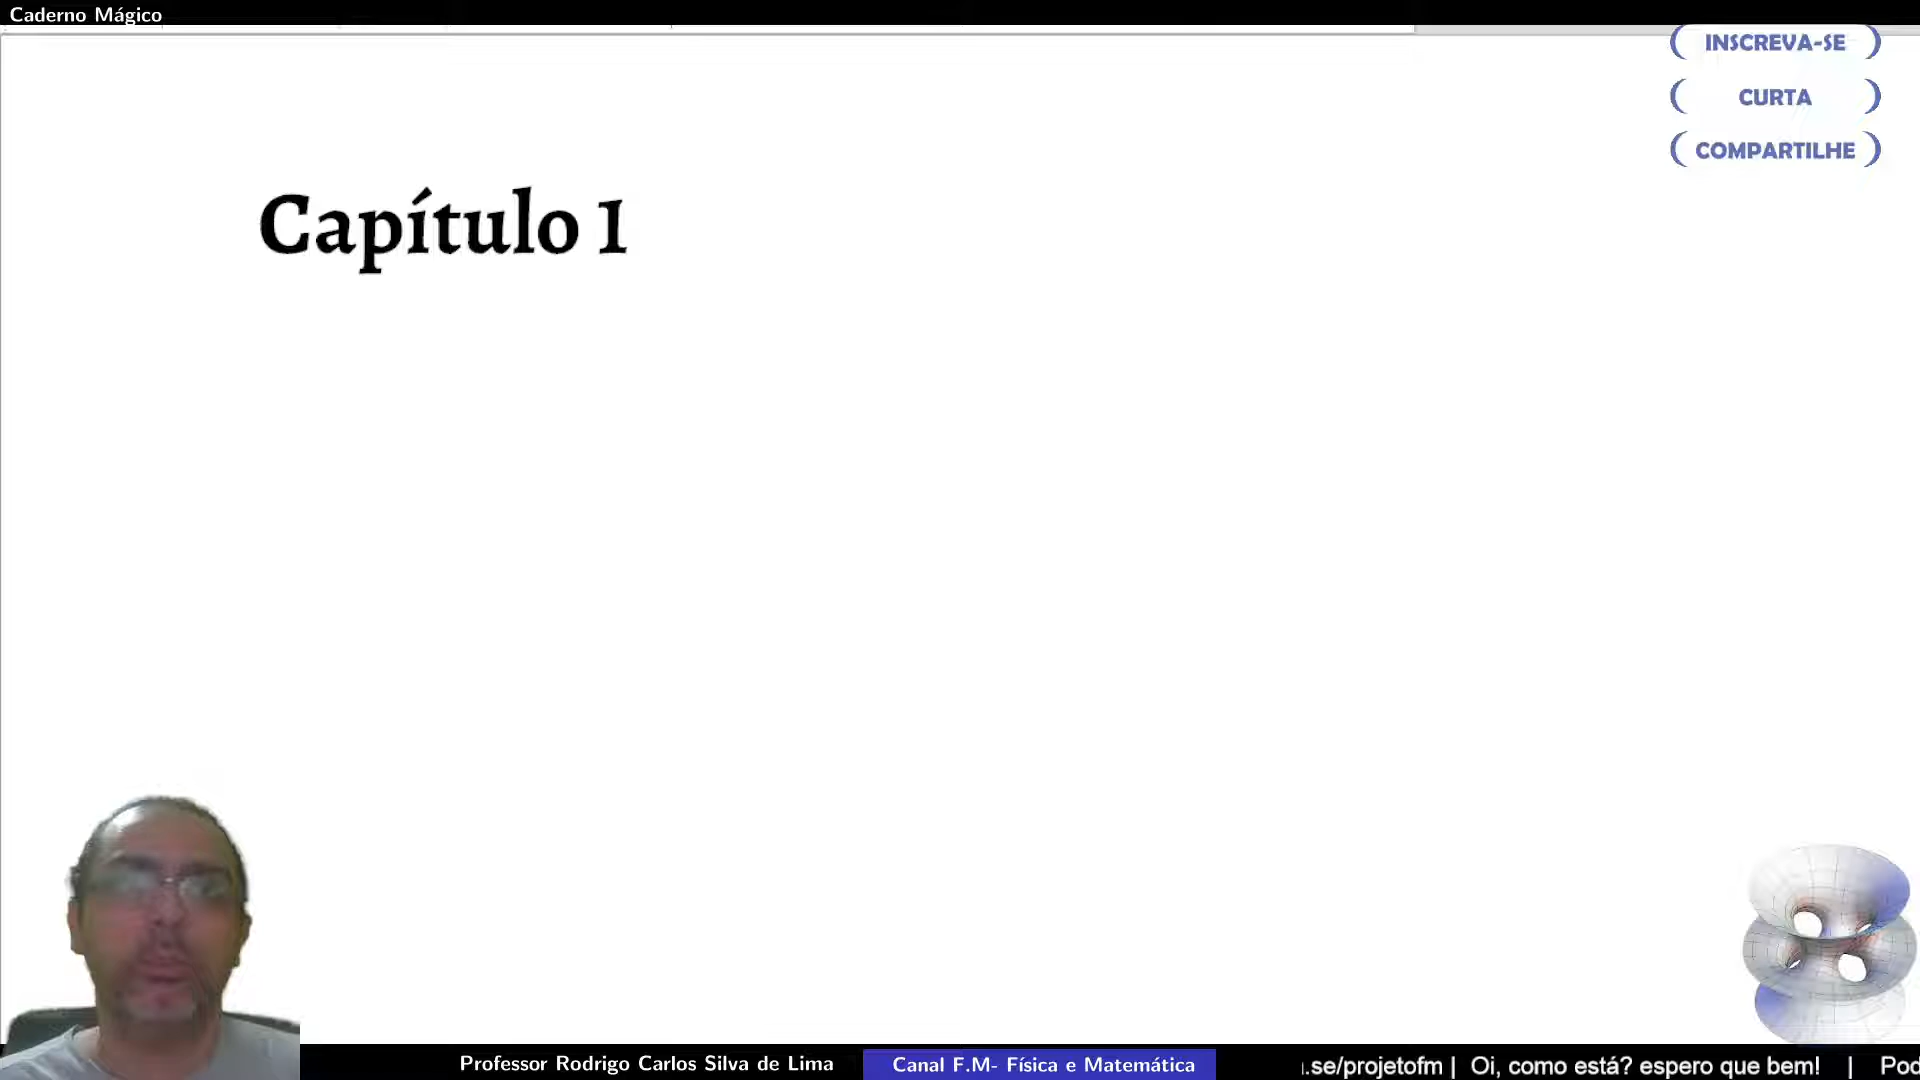 Caderno Mágico
INSCREVA-SE
CURTA
COMPARTILHE
Capítulo 1
Professor Rodrigo Carlos Silva de Lima
Canal F.M- Física e Matemática
.se/projetofm | Oi, como está? espero que bem! | Pod